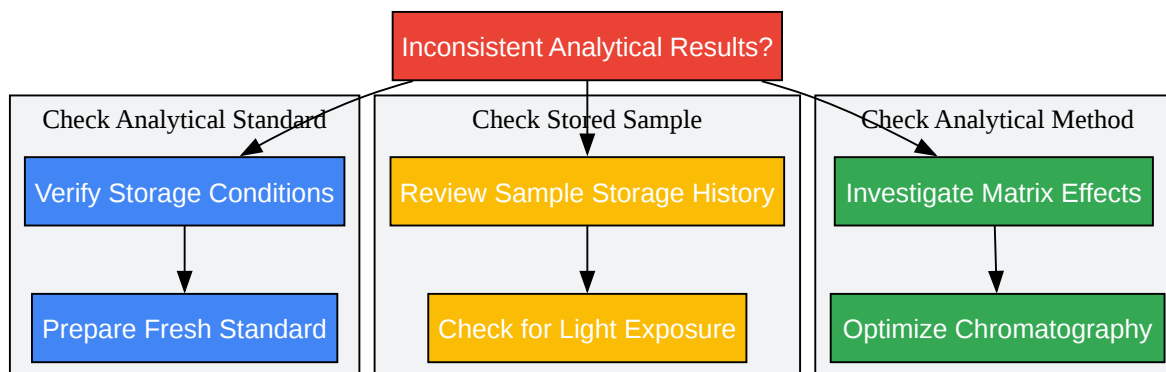 Inconsistent Analytical Results?
Check Analytical Standard
Check Stored Sample
Check Analytical Method
Verify Storage Conditions
Review Sample Storage History
Investigate Matrix Effects
Prepare Fresh Standard
Check for Light Exposure
Optimize Chromatography